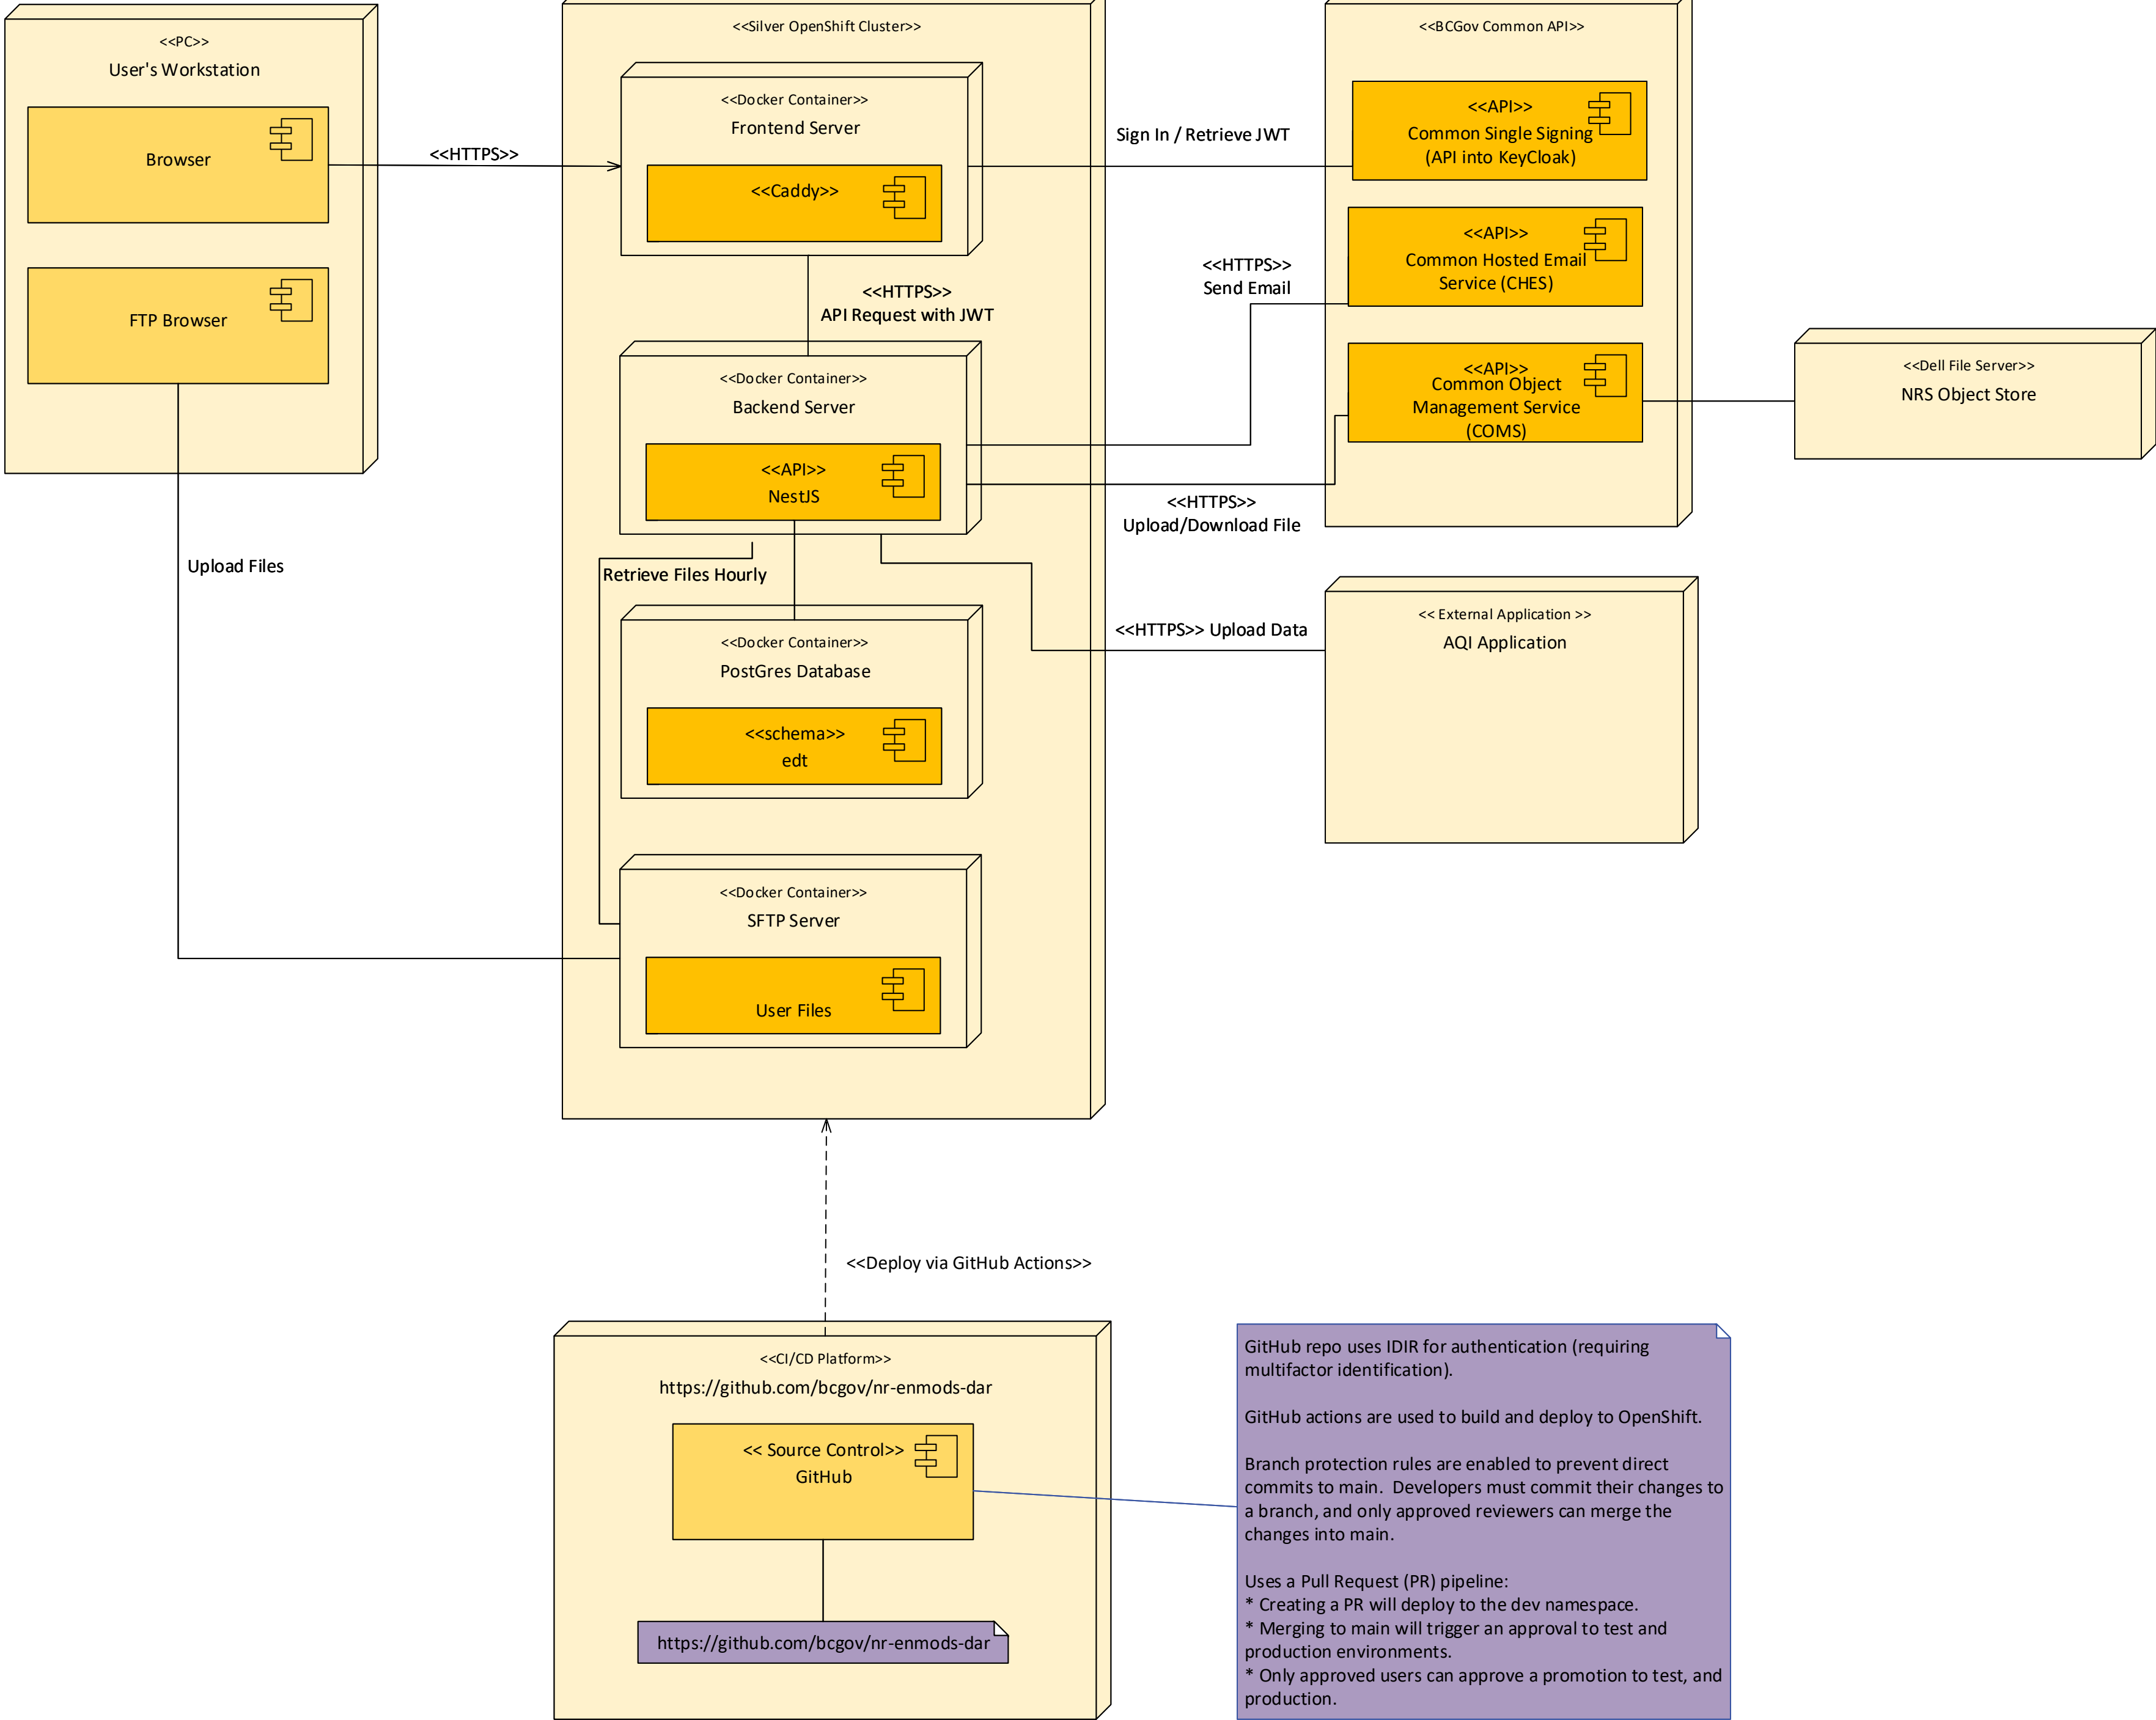 <<PC>>
User's Workstation
Browser
FTP Browser
<<HTTPS>>
Upload Files
<<Silver OpenShift Cluster>>
<<Docker Container>>
Frontend Server
<<Caddy>>
<<HTTPS>>
API Request with JWT
<<Docker Container>>
Backend Server
<<API>>
NestJS
Retrieve Files Hourly
<<Docker Container>>
PostGres Database
<<schema>>
edt
<<Docker Container>>
SFTP Server
User Files
Sign In / Retrieve JWT
<<HTTPS>>
Send Email
<<HTTPS>>
Upload/Download File
<<HTTPS>> Upload Data
<<BCGov Common API>>
<<API>>
Common Single Signing
(API into KeyCloak)
<<API>>
Common Hosted Email
Service (CHES)
<<API>>
Common Object
Management Service
(COMS)
<<Dell File Server>>
NRS Object Store
<< External Application >>
AQI Application
<<Deploy via GitHub Actions>>
<<CI/CD Platform>>
https://github.com/bcgov/nr-enmods-dar
<< Source Control>>
GitHub
https://github.com/bcgov/nr-enmods-dar
GitHub repo uses IDIR for authentication (requiring
multifactor identification).
GitHub actions are used to build and deploy to OpenShift.
Branch protection rules are enabled to prevent direct
commits to main.  Developers must commit their changes to
a branch, and only approved reviewers can merge the
changes into main.
Uses a Pull Request (PR) pipeline:
* Creating a PR will deploy to the dev namespace.
* Merging to main will trigger an approval to test and
production environments.
* Only approved users can approve a promotion to test, and
production.